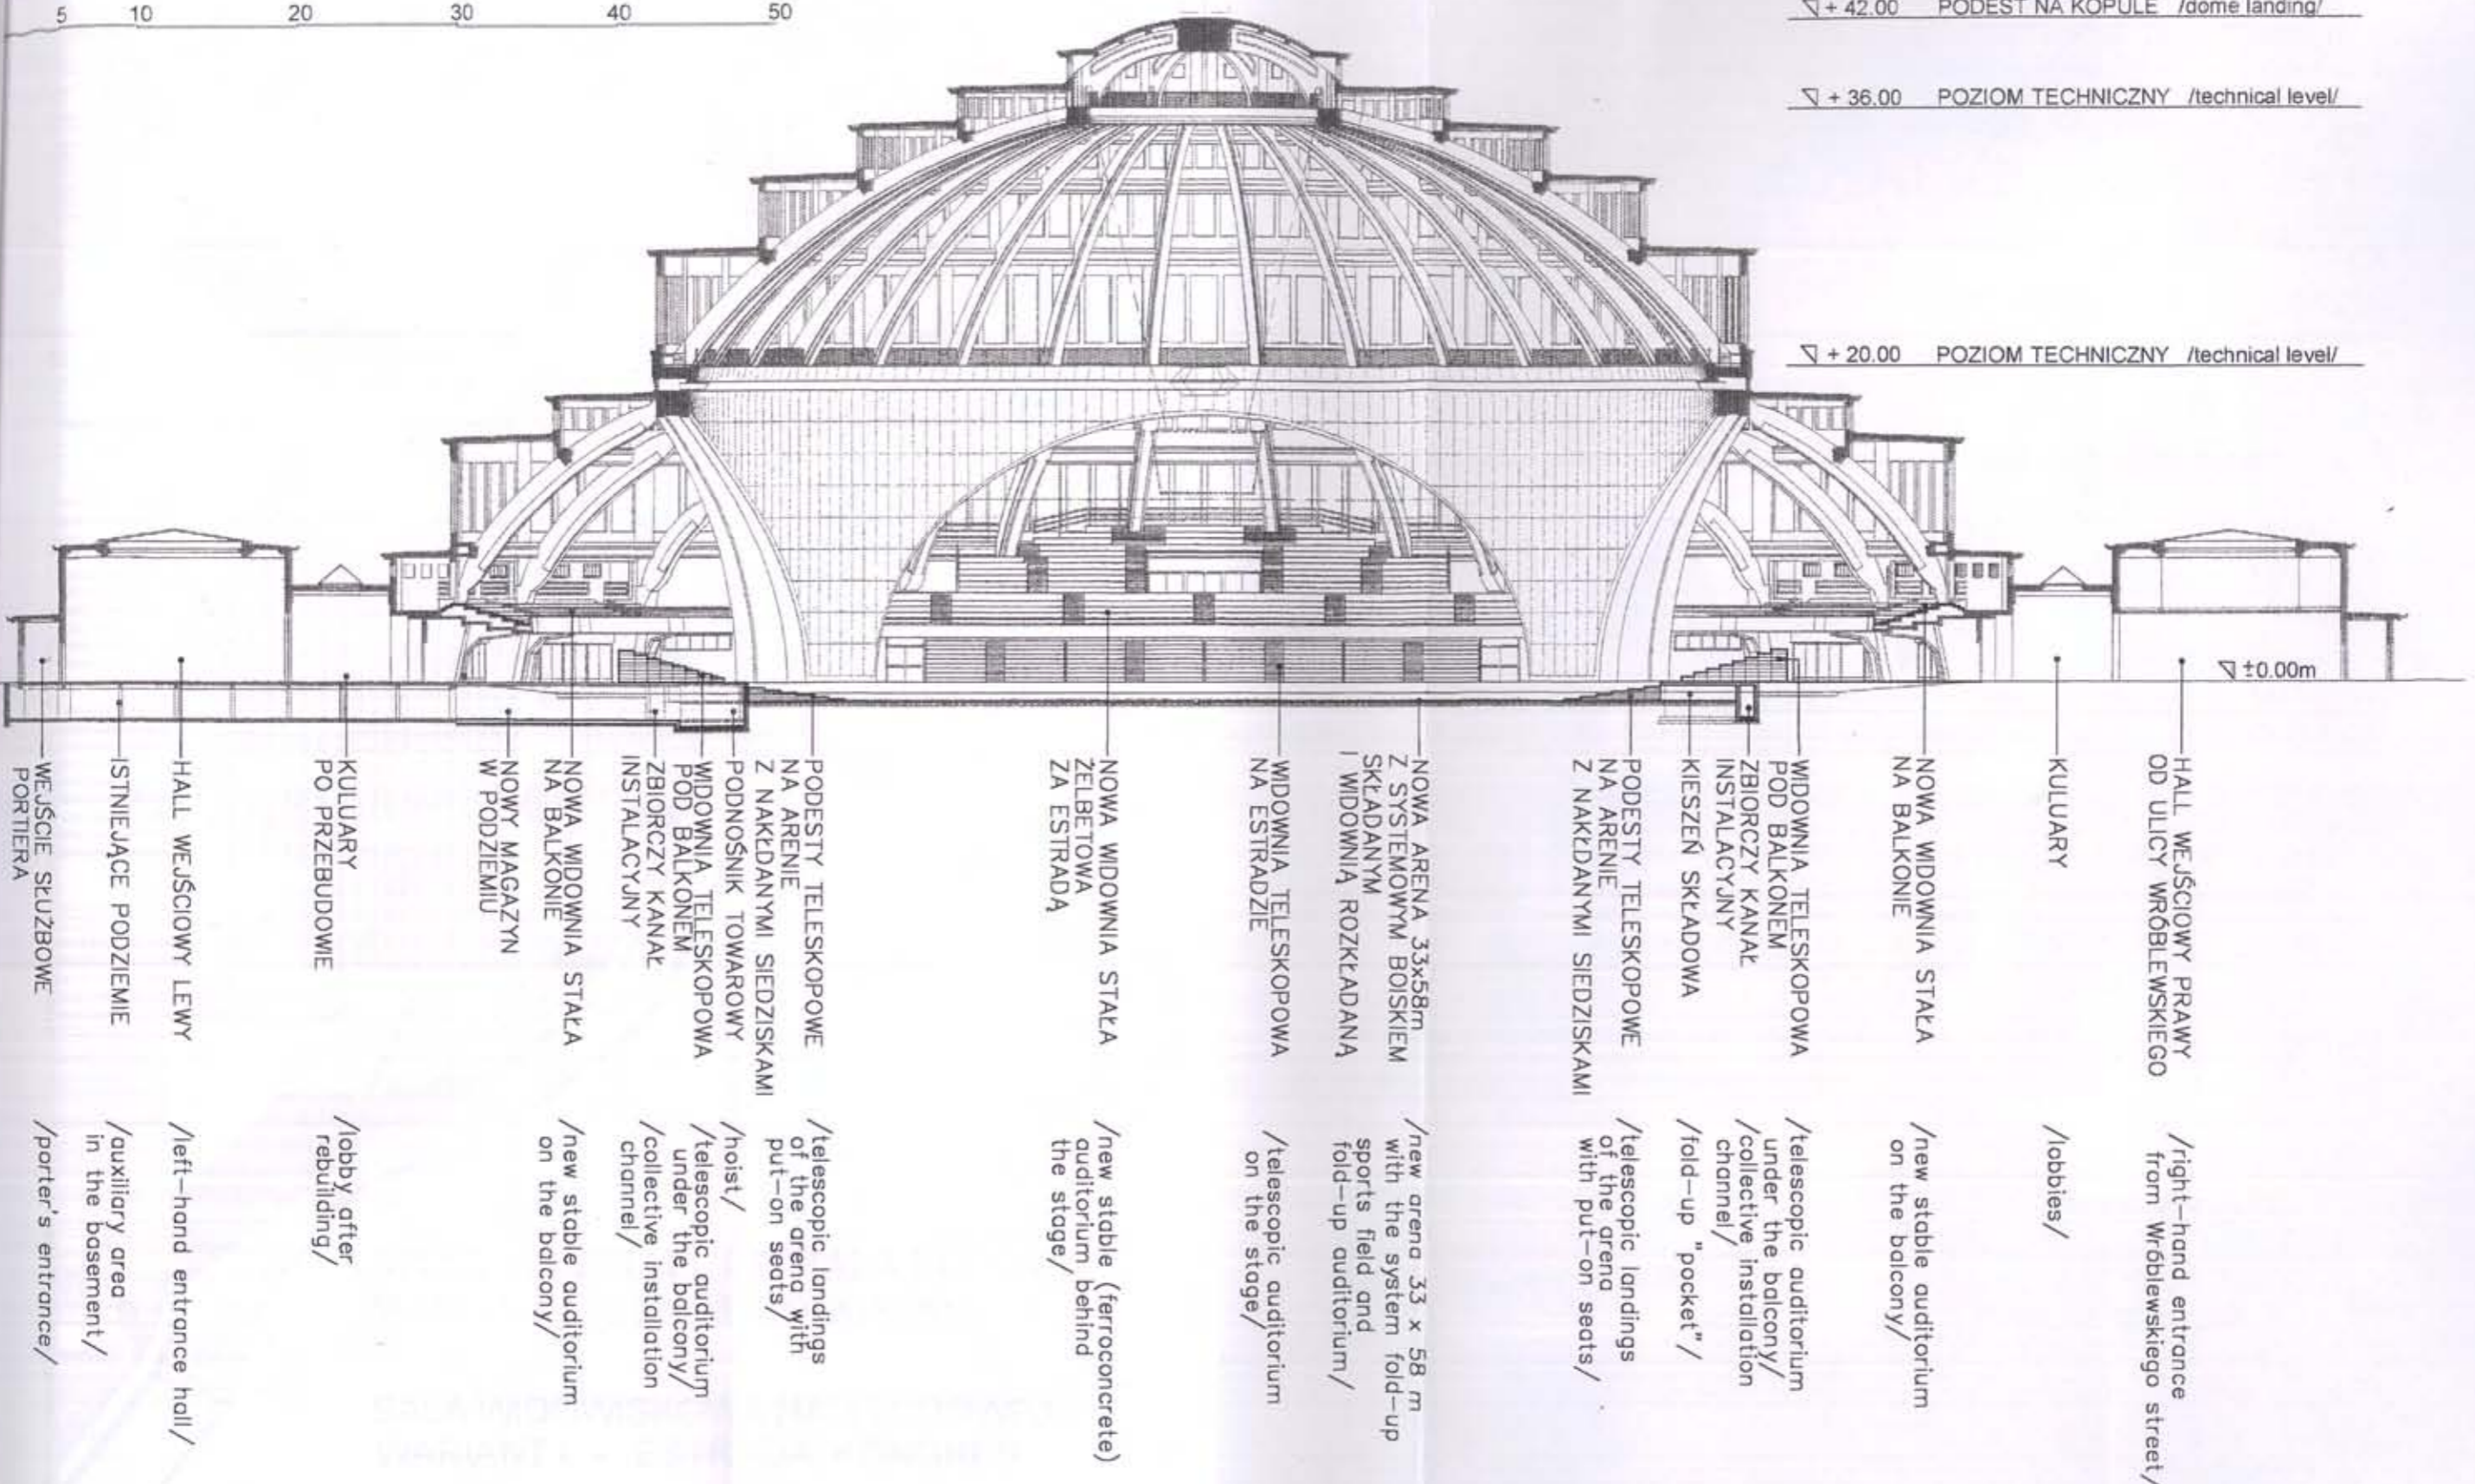 5 10 20 30 40 50
+ 42.00 PODEST NA KOPULE /dome landing/
+ 36.00 POZIOM TECHNICZNY /technical level/
+ 20.00 POZIOM TECHNICZNY /technical level/
±0.00m
WEJŚCIE SŁUŻBOWE
PORTIERA
/porter's entrance/
ISTNIEJĄCE PODZIEMIE
/auxiliary area
in the basement/
HALL WEJŚCIOWY LEWY
/left-hand entrance hall/
KULUARY
PO PRZEBUDOWIE
/lobby after
rebuilding/
NOWY MAGAZYN
W PODZIEMIU
NOWA WIDOWNIA STAŁA
NA BALKONIE
/new stable auditorium
on the balcony/
ZBIORCZY KANAŁ
INSTALACYJNY
/collective installation
channel/
WIDOWNIA TELESKOPOWA
POD BALKONEM
/telescopic auditorium
under the balcony/
PODNOŚNIK TOWAROWY
/hoist/
PODESTY TELESKOPOWE
NA ARENIE
Z NAKŁDANYMI SIEDZISKAMI
/telescopic landings
of the arena with
put-on seats/
NOWA WIDOWNIA STAŁA
ŻELBETOWA
ZA ESTRADĄ
/new stable (ferroconcrete)
auditorium behind
the stage/
WIDOWNIA TELESKOPOWA
NA ESTRADZIE
/telescopic auditorium
on the stage/
NOWA ARENA 33x58m
Z SYSTEMOWYM BOISKIEM
SKŁADANYM
I WIDOWNIĄ ROZKŁADANĄ
/new arena 33 x 58 m
with the system fold-up
sports field and
fold-up auditorium/
PODESTY TELESKOPOWE
NA ARENIE
Z NAKŁDANYMI SIEDZISKAMI
/telescopic landings
of the arena
with put-on seats/
KIESZEŃ SKŁADOWA
/fold-up "pocket"/
ZBIORCZY KANAŁ
INSTALACYJNY
/collective installation
channel/
WIDOWNIA TELESKOPOWA
POD BALKONEM
/telescopic auditorium
under the balcony/
NOWA WIDOWNIA STAŁA
NA BALKONIE
/new stable auditorium
on the balcony/
KULUARY
/lobbies/
HALL WEJŚCIOWY PRAWY
OD ULICY WRÓBLEWSKIEGO
/right-hand entrance
from Wróblewskiego street/